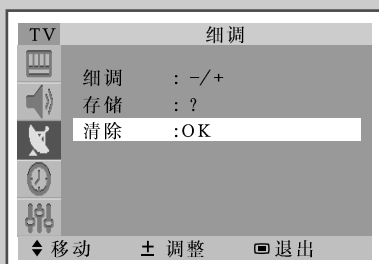 TV 细调
细调 : -/+
存储 : ?
清除 :OK
移动 ± 调整 退出